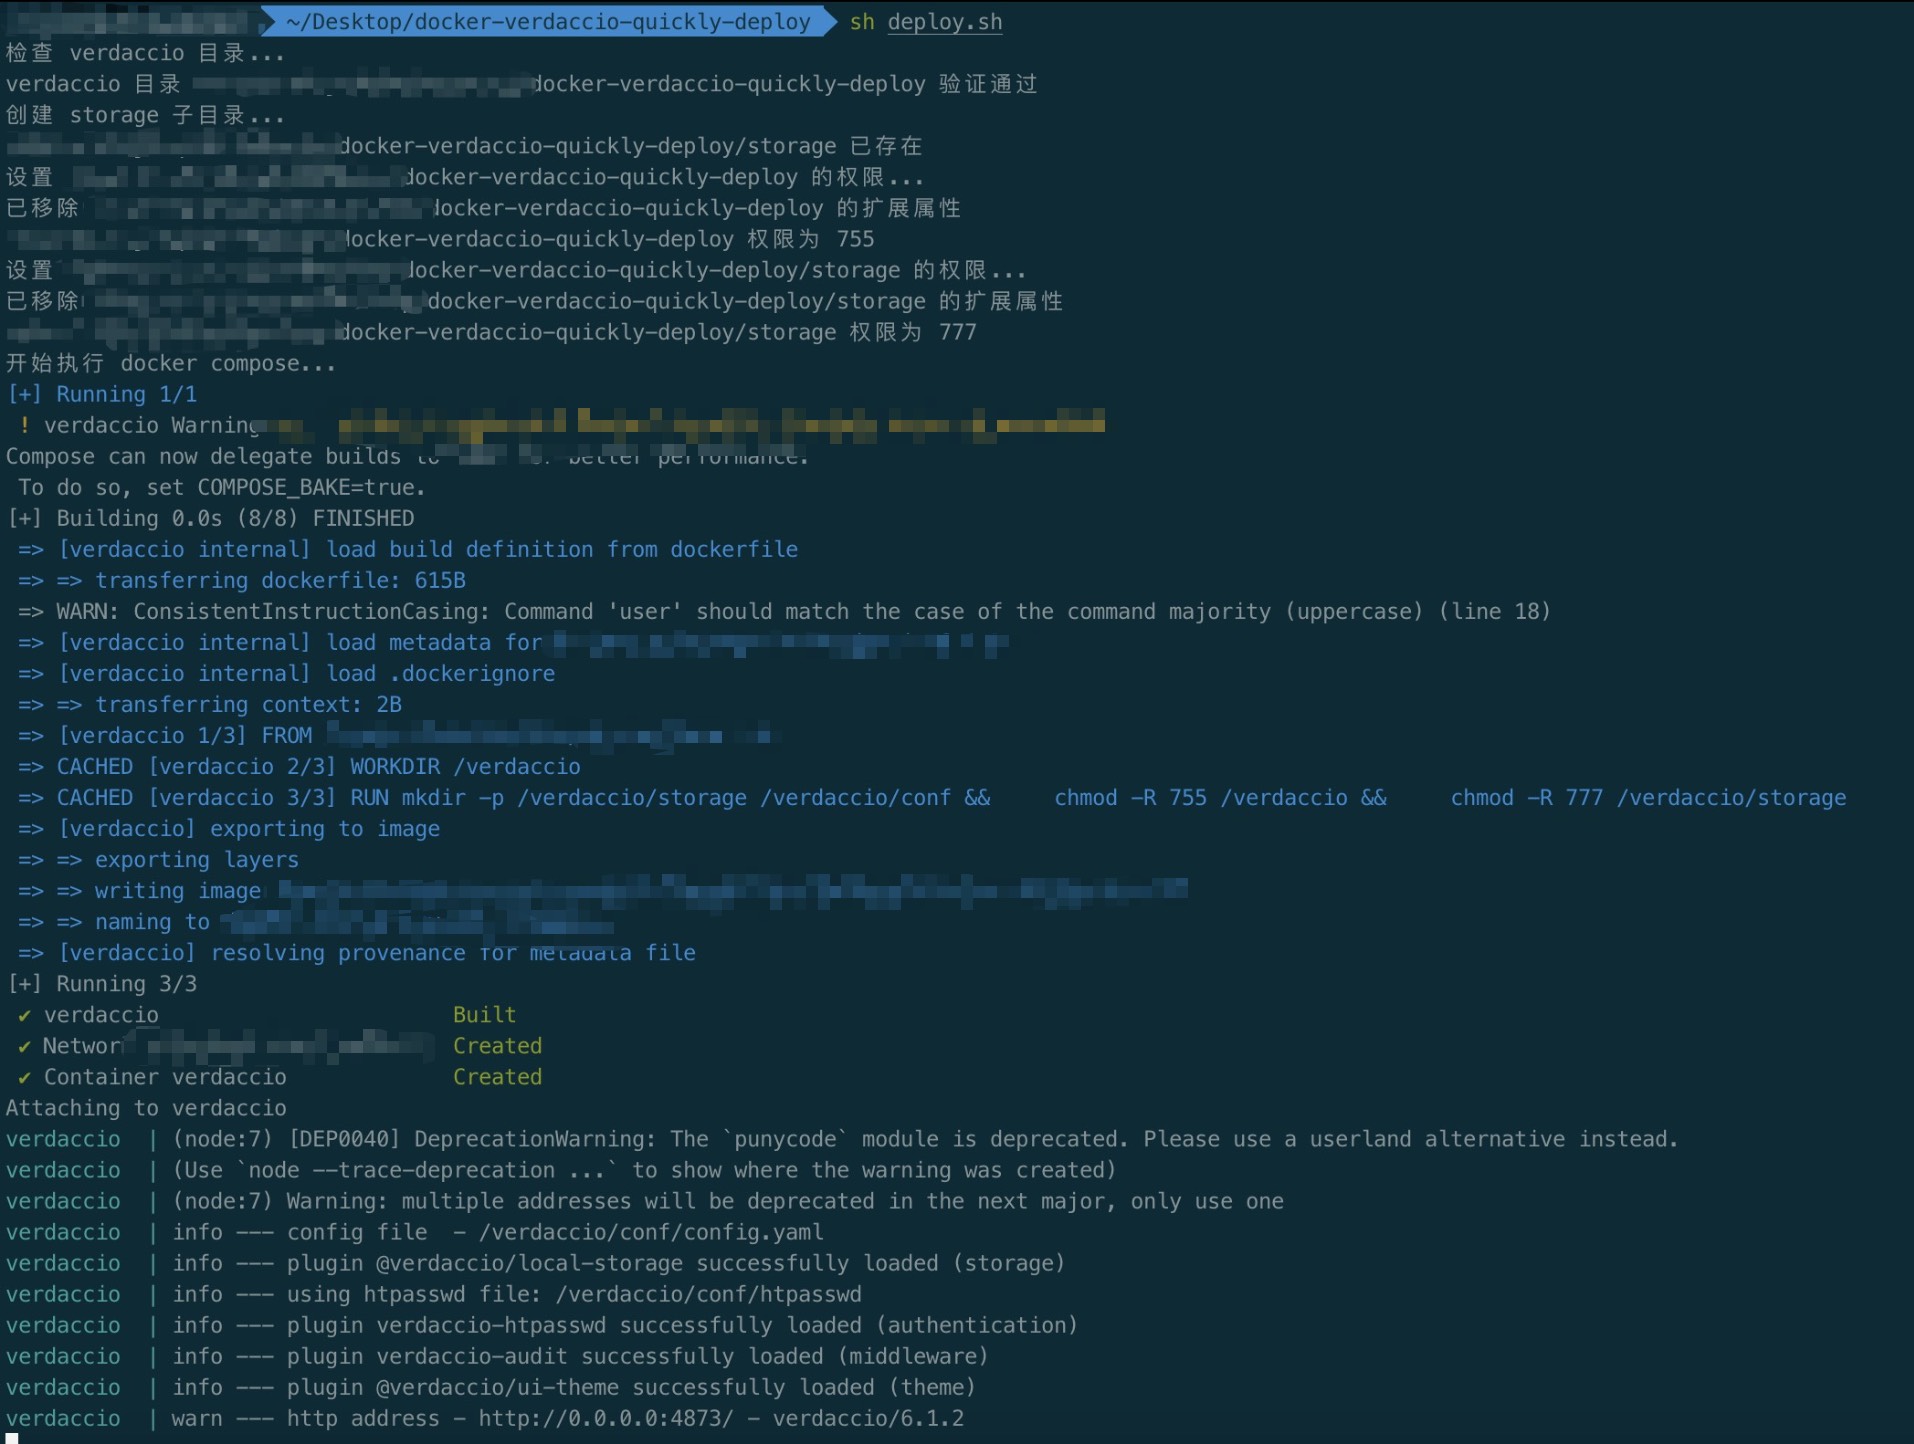 ~/Desktop/docker-verdaccio-quickly-deploy sh deploy.sh
检查 verdaccio 目录...
verdaccio 目录 docker-verdaccio-quickly-deploy 验证通过
创建 storage 子目录...
docker-verdaccio-quickly-deploy/storage 已存在
设置 docker-verdaccio-quickly-deploy 的权限...
已移除 docker-verdaccio-quickly-deploy 的扩展属性
docker-verdaccio-quickly-deploy 权限为 755
设置 docker-verdaccio-quickly-deploy/storage 的权限...
已移除 docker-verdaccio-quickly-deploy/storage 的扩展属性
docker-verdaccio-quickly-deploy/storage 权限为 777
开始执行 docker compose...
[+] Running 1/1
! verdaccio Warning
Compose can now delegate builds to better performance.
To do so, set COMPOSE_BAKE=true.
[+] Building 0.0s (8/8) FINISHED
=> [verdaccio internal] load build definition from dockerfile
=> => transferring dockerfile: 615B
=> WARN: ConsistentInstructionCasing: Command 'user' should match the case of the command majority (uppercase) (line 18)
=> [verdaccio internal] load metadata for
=> [verdaccio internal] load .dockerignore
=> => transferring context: 2B
=> [verdaccio 1/3] FROM
=> CACHED [verdaccio 2/3] WORKDIR /verdaccio
=> CACHED [verdaccio 3/3] RUN mkdir -p /verdaccio/storage /verdaccio/conf && chmod -R 755 /verdaccio && chmod -R 777 /verdaccio/storage
=> [verdaccio] exporting to image
=> => exporting layers
=> => writing image
=> => naming to
=> [verdaccio] resolving provenance for metadata file
[+] Running 3/3
✔ verdaccio Built
✔ Network Created
✔ Container verdaccio Created
Attaching to verdaccio
verdaccio | (node:7) [DEP0040] DeprecationWarning: The `punycode` module is deprecated. Please use a userland alternative instead.
verdaccio | (Use `node --trace-deprecation ...` to show where the warning was created)
verdaccio | (node:7) Warning: multiple addresses will be deprecated in the next major, only use one
verdaccio | info --- config file - /verdaccio/conf/config.yaml
verdaccio | info --- plugin @verdaccio/local-storage successfully loaded (storage)
verdaccio | info --- using htpasswd file: /verdaccio/conf/htpasswd
verdaccio | info --- plugin verdaccio-htpasswd successfully loaded (authentication)
verdaccio | info --- plugin verdaccio-audit successfully loaded (middleware)
verdaccio | info --- plugin @verdaccio/ui-theme successfully loaded (theme)
verdaccio | warn --- http address - http://0.0.0.0:4873/ - verdaccio/6.1.2